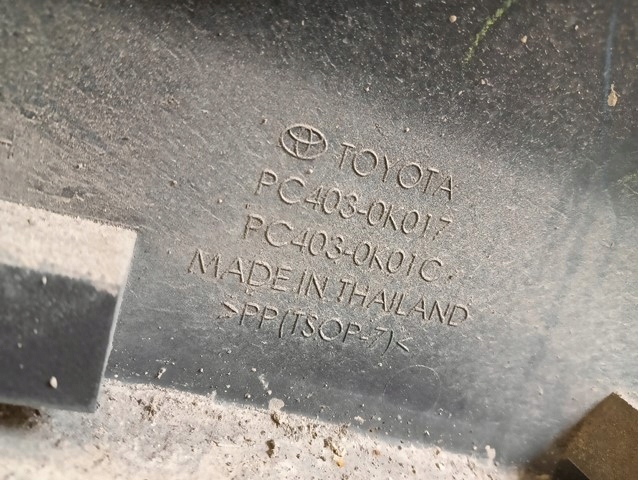 TOYOTA
PC403-0K017
PC403-0K01C
MADE IN THAILAND
>PP(TSOP-7)<